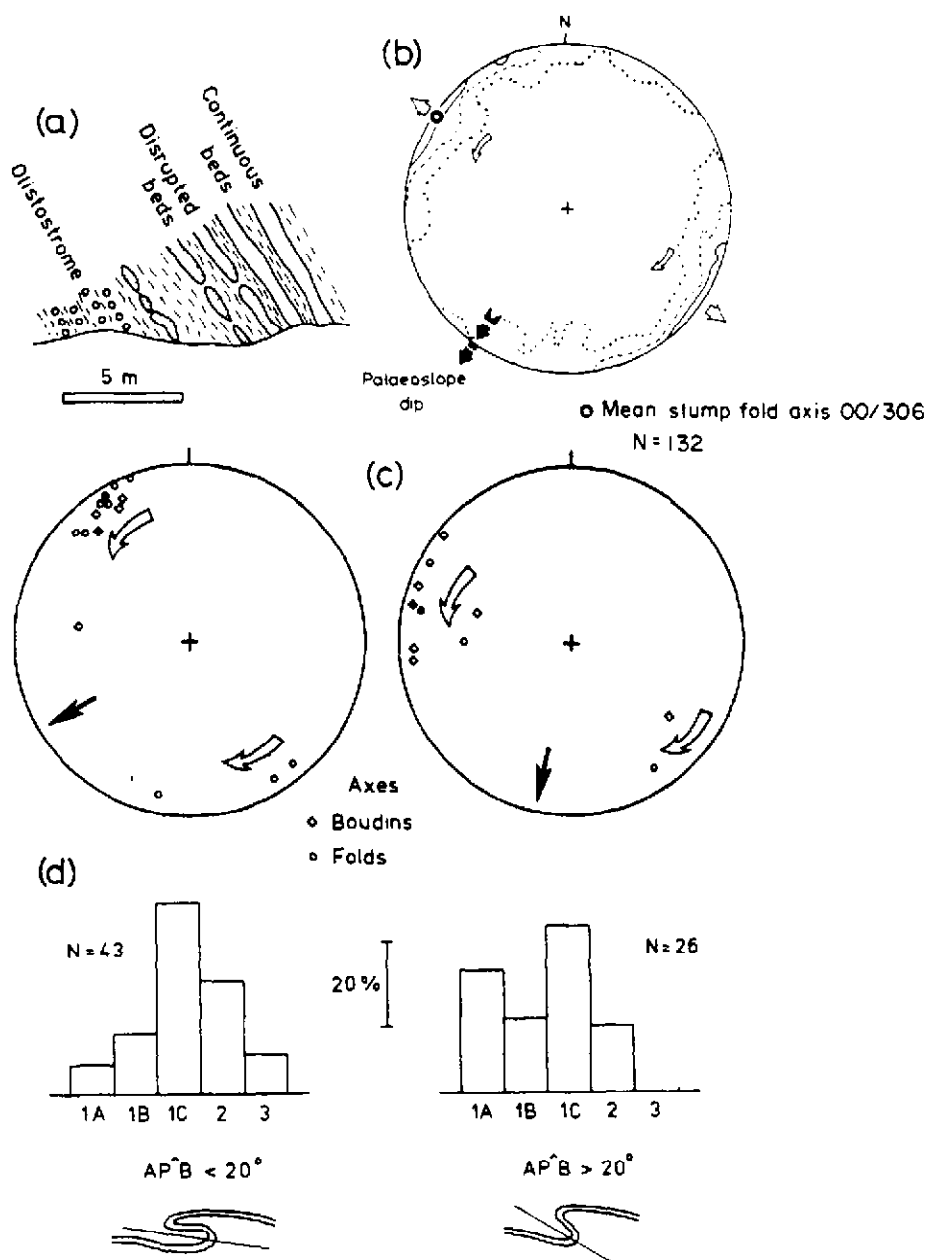 (a)
Olistostrome
Disrupted
beds
Continuous
beds
5 m
(b)
N
Palaeoslope
dip
Mean slump fold axis 00/306
N = 132
(c)
Axes
Boudins
Folds
(d)
N = 43
20%
N = 26
1A 1B 1C 2 3
1A 1B 1C 2 3
AP^B < 20°
AP^B > 20°